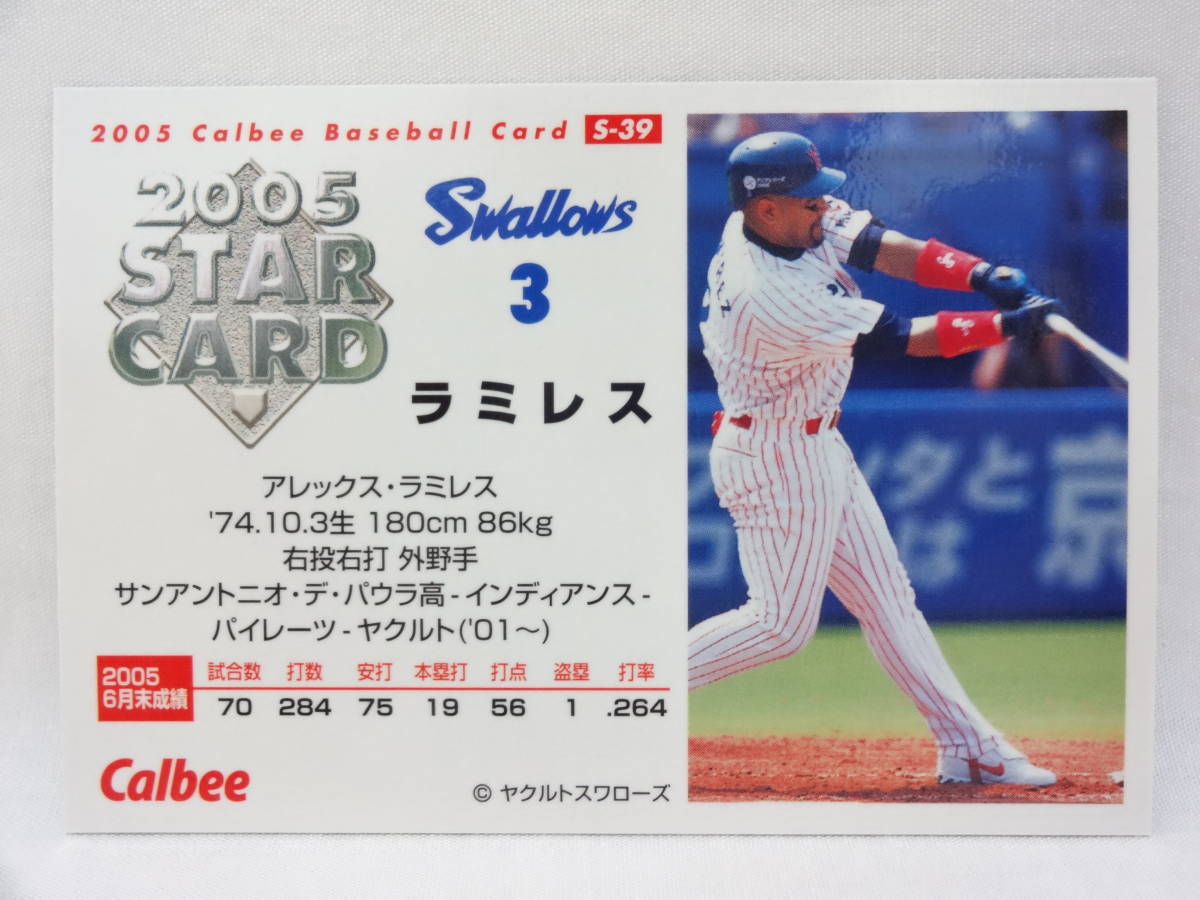 2005 Calbee Baseball Card S-39
2005
STAR
CARD
Swallows
3
ラミレス
アレックス・ラミレス
'74.10.3生 180cm 86kg
右投右打 外野手
サンアントニオ・デ・パウラ高-インディアンス-
パイレーツ-ヤクルト('01～)
2005
6月末成績
試合数 打数 安打 本塁打 打点 盗塁 打率
70 284 75 19 56 1 .264
Calbee
© ヤクルトスワローズ
タと
は
京